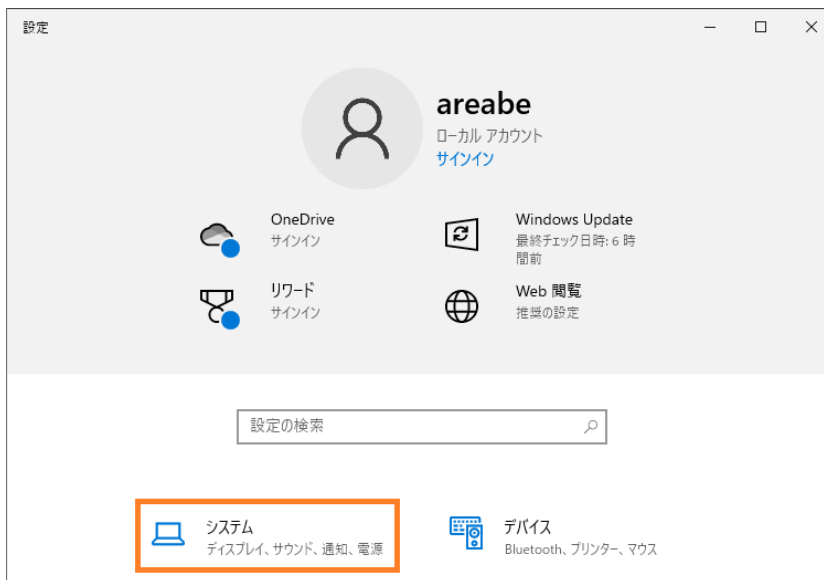 設定
areabe
ローカル アカウント
サインイン
OneDrive
サインイン
Windows Update
最終チェック日時: 6 時
間前
リワード
サインイン
Web 閲覧
推奨の設定
設定の検索
システム
ディスプレイ、サウンド、通知、電源
デバイス
Bluetooth、プリンター、マウス